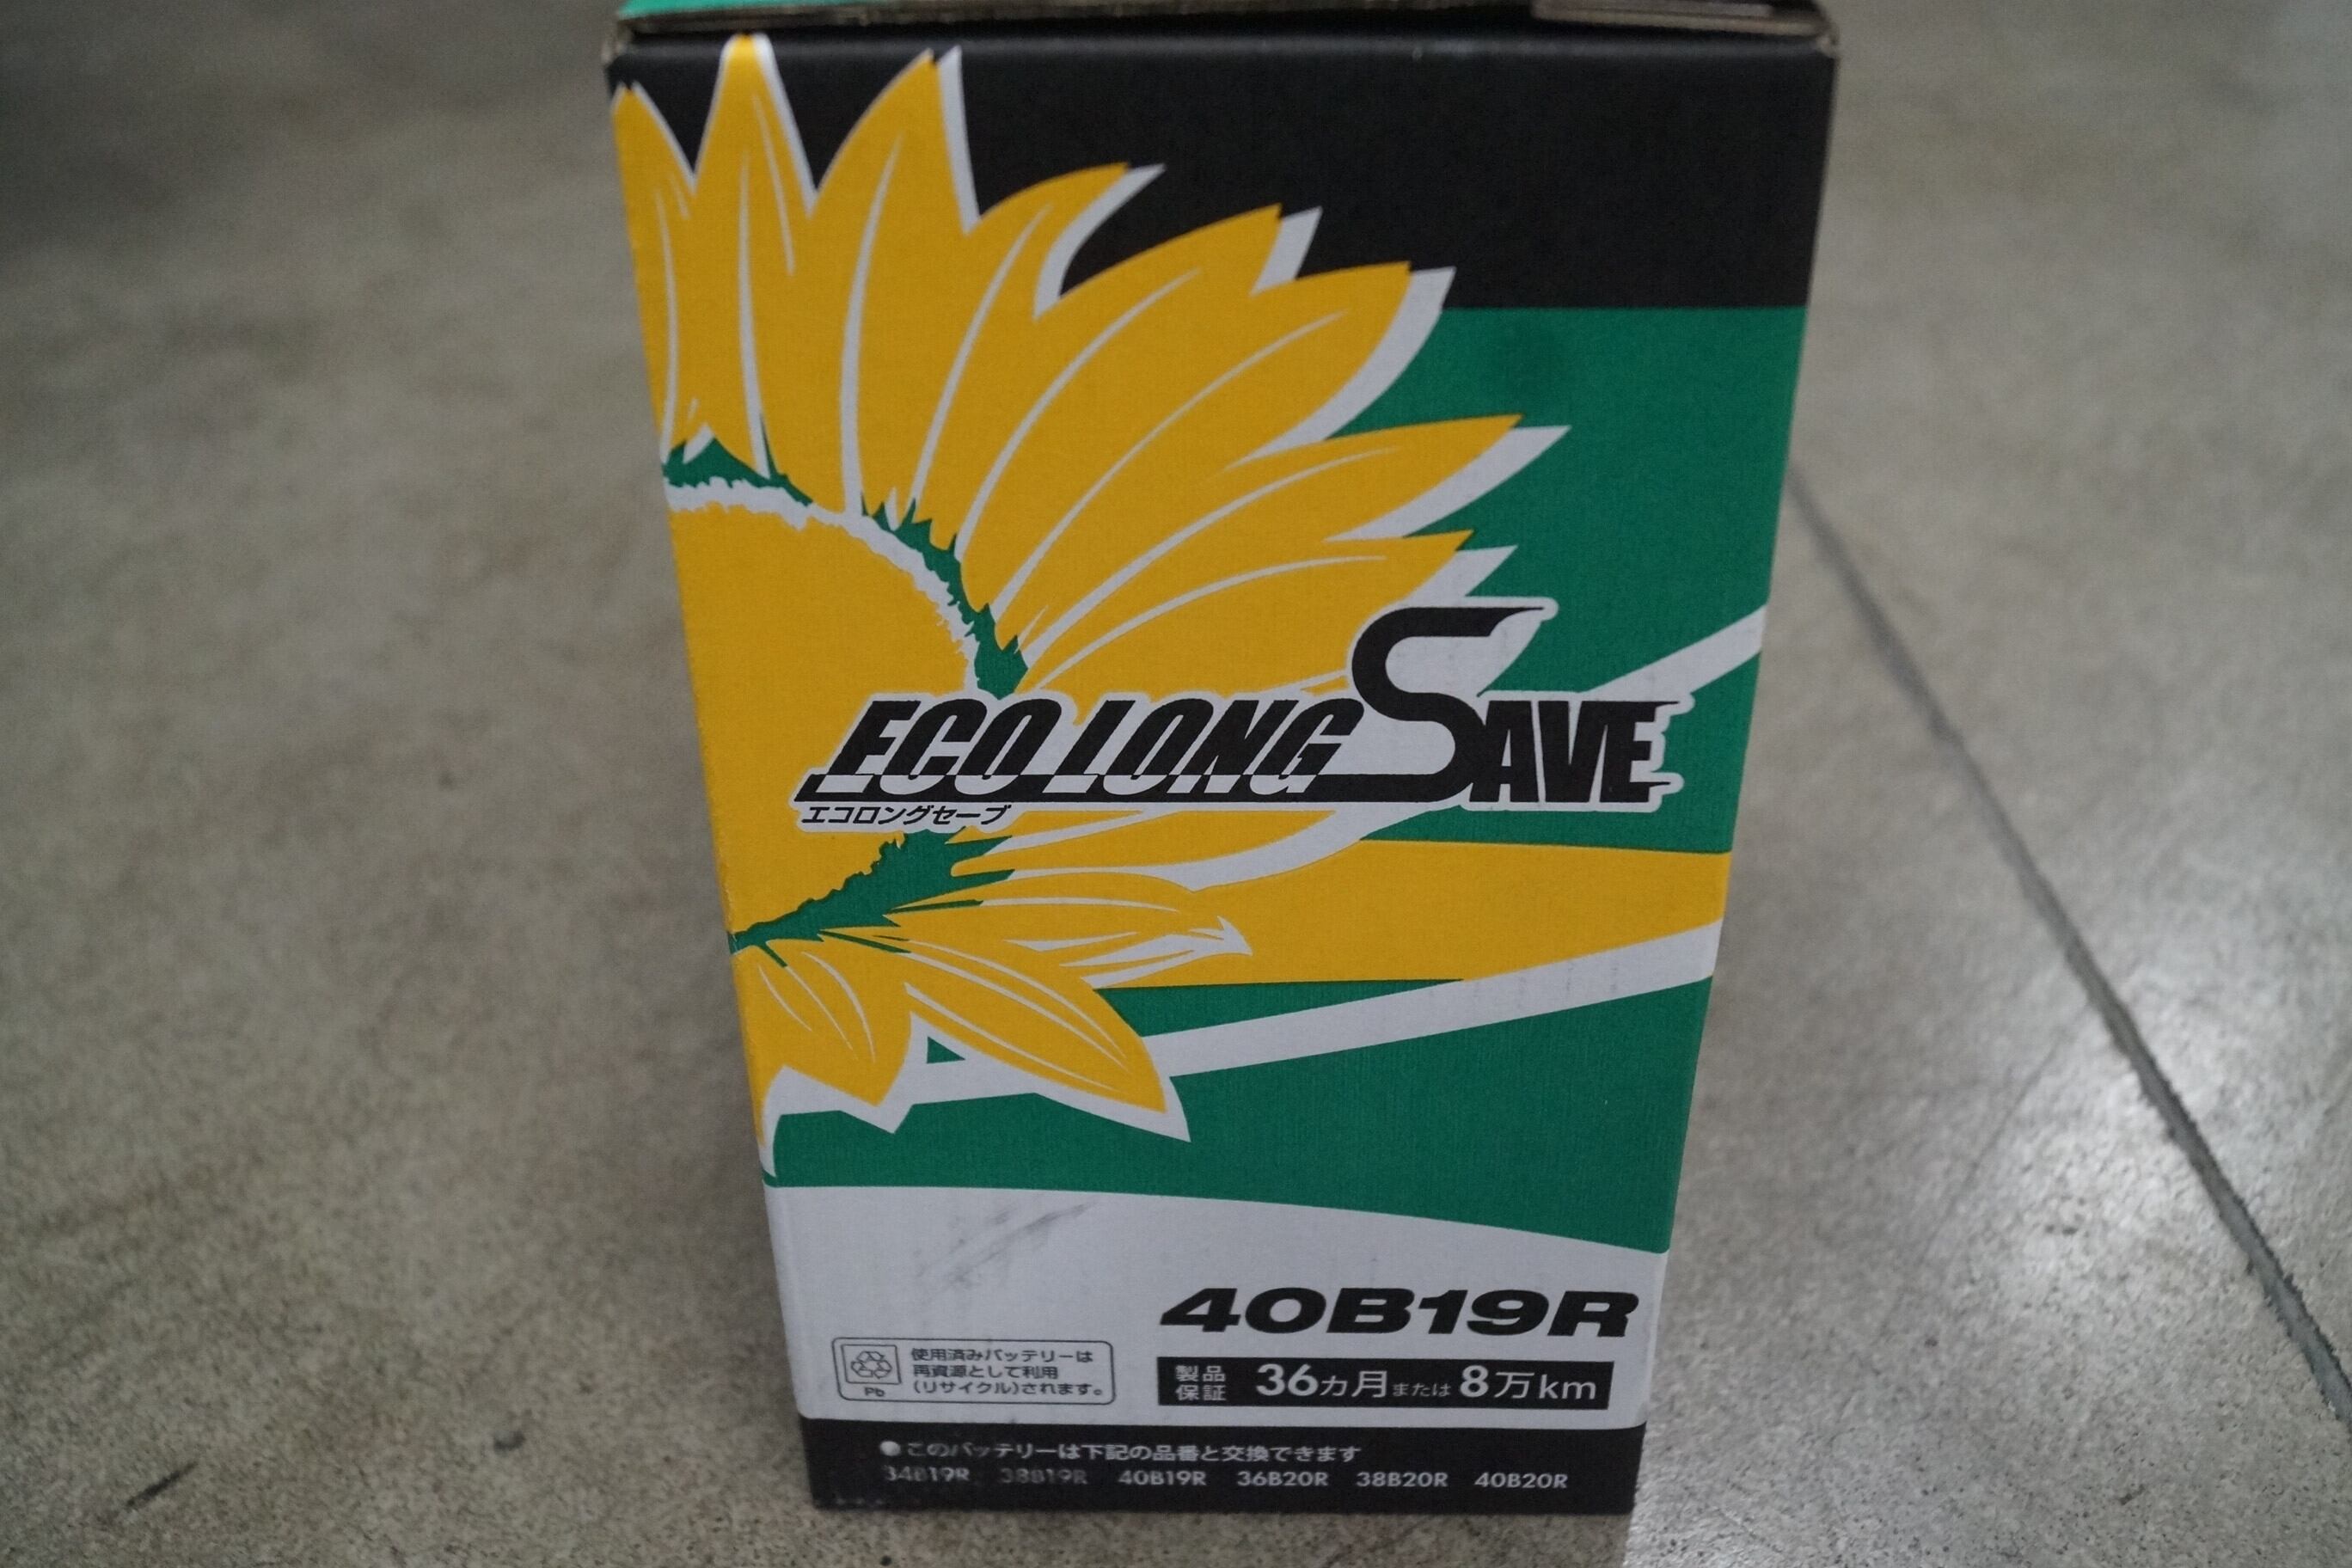 ECO LONG SAVE
エコロングセーブ
40B19R
使用済みバッテリーは
再資源として利用
(リサイクル)されます。
Pb
製品保証 36カ月または8万km
●このバッテリーは下記の品番と交換できます
34B19R 38B19R 40B19R 36B20R 38B20R 40B20R